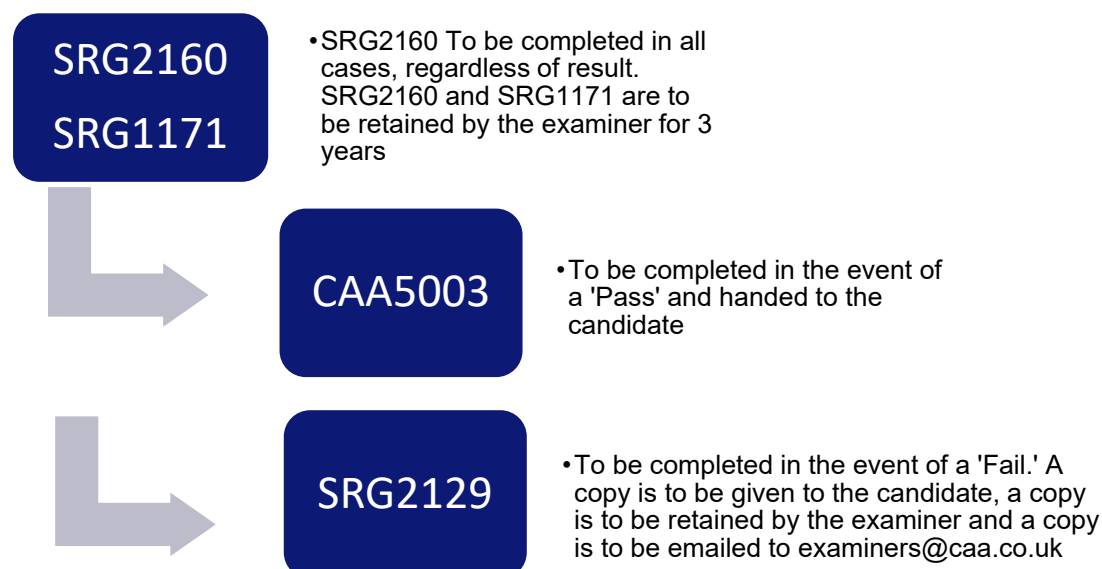 SRG2160
SRG1171
•SRG2160 To be completed in all
cases, regardless of result.
SRG2160 and SRG1171 are to
be retained by the examiner for 3
years
CAA5003
•To be completed in the event of
a 'Pass' and handed to the
candidate
SRG2129
•To be completed in the event of a 'Fail.' A
copy is to be given to the candidate, a copy
is to be retained by the examiner and a copy
is to be emailed to examiners@caa.co.uk